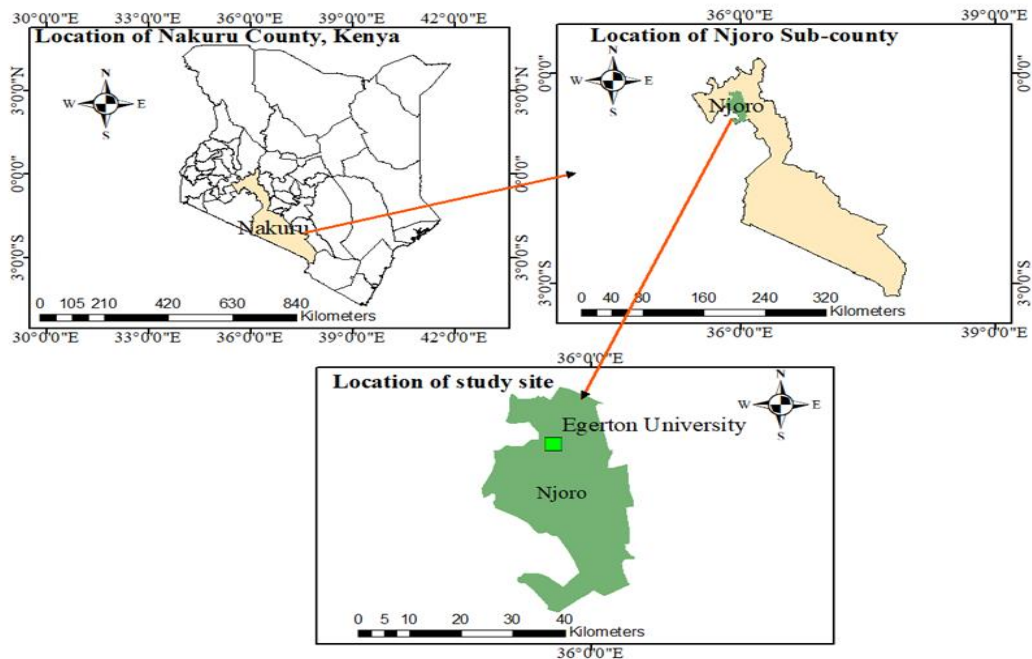 Location of Nakuru County, Kenya
N
W E
S
Nakuru
0 105 210 420 630 840
Kilometers
30°0'0"E 33°0'0"E 36°0'0"E 39°0'0"E 42°0'0"E
3°0'0"N
0°0'0"
3°0'0"S
3°0'0"N
0°0'0"
3°0'0"S
30°0'0"E 33°0'0"E 36°0'0"E 39°0'0"E 42°0'0"E
36°0'0"E 39°0'0"E
Location of Njoro Sub-county
N
W E
S
Njoro
0 20 40 80 160 240 320
Kilometers
0°0'0"
3°0'0"S
0°0'0"
3°0'0"S
36°0'0"E 39°0'0"E
36°0'0"E
Location of study site
N
W E
S
Egerton University
Njoro
0 5 10 20 30 40
Kilometers
36°0'0"E